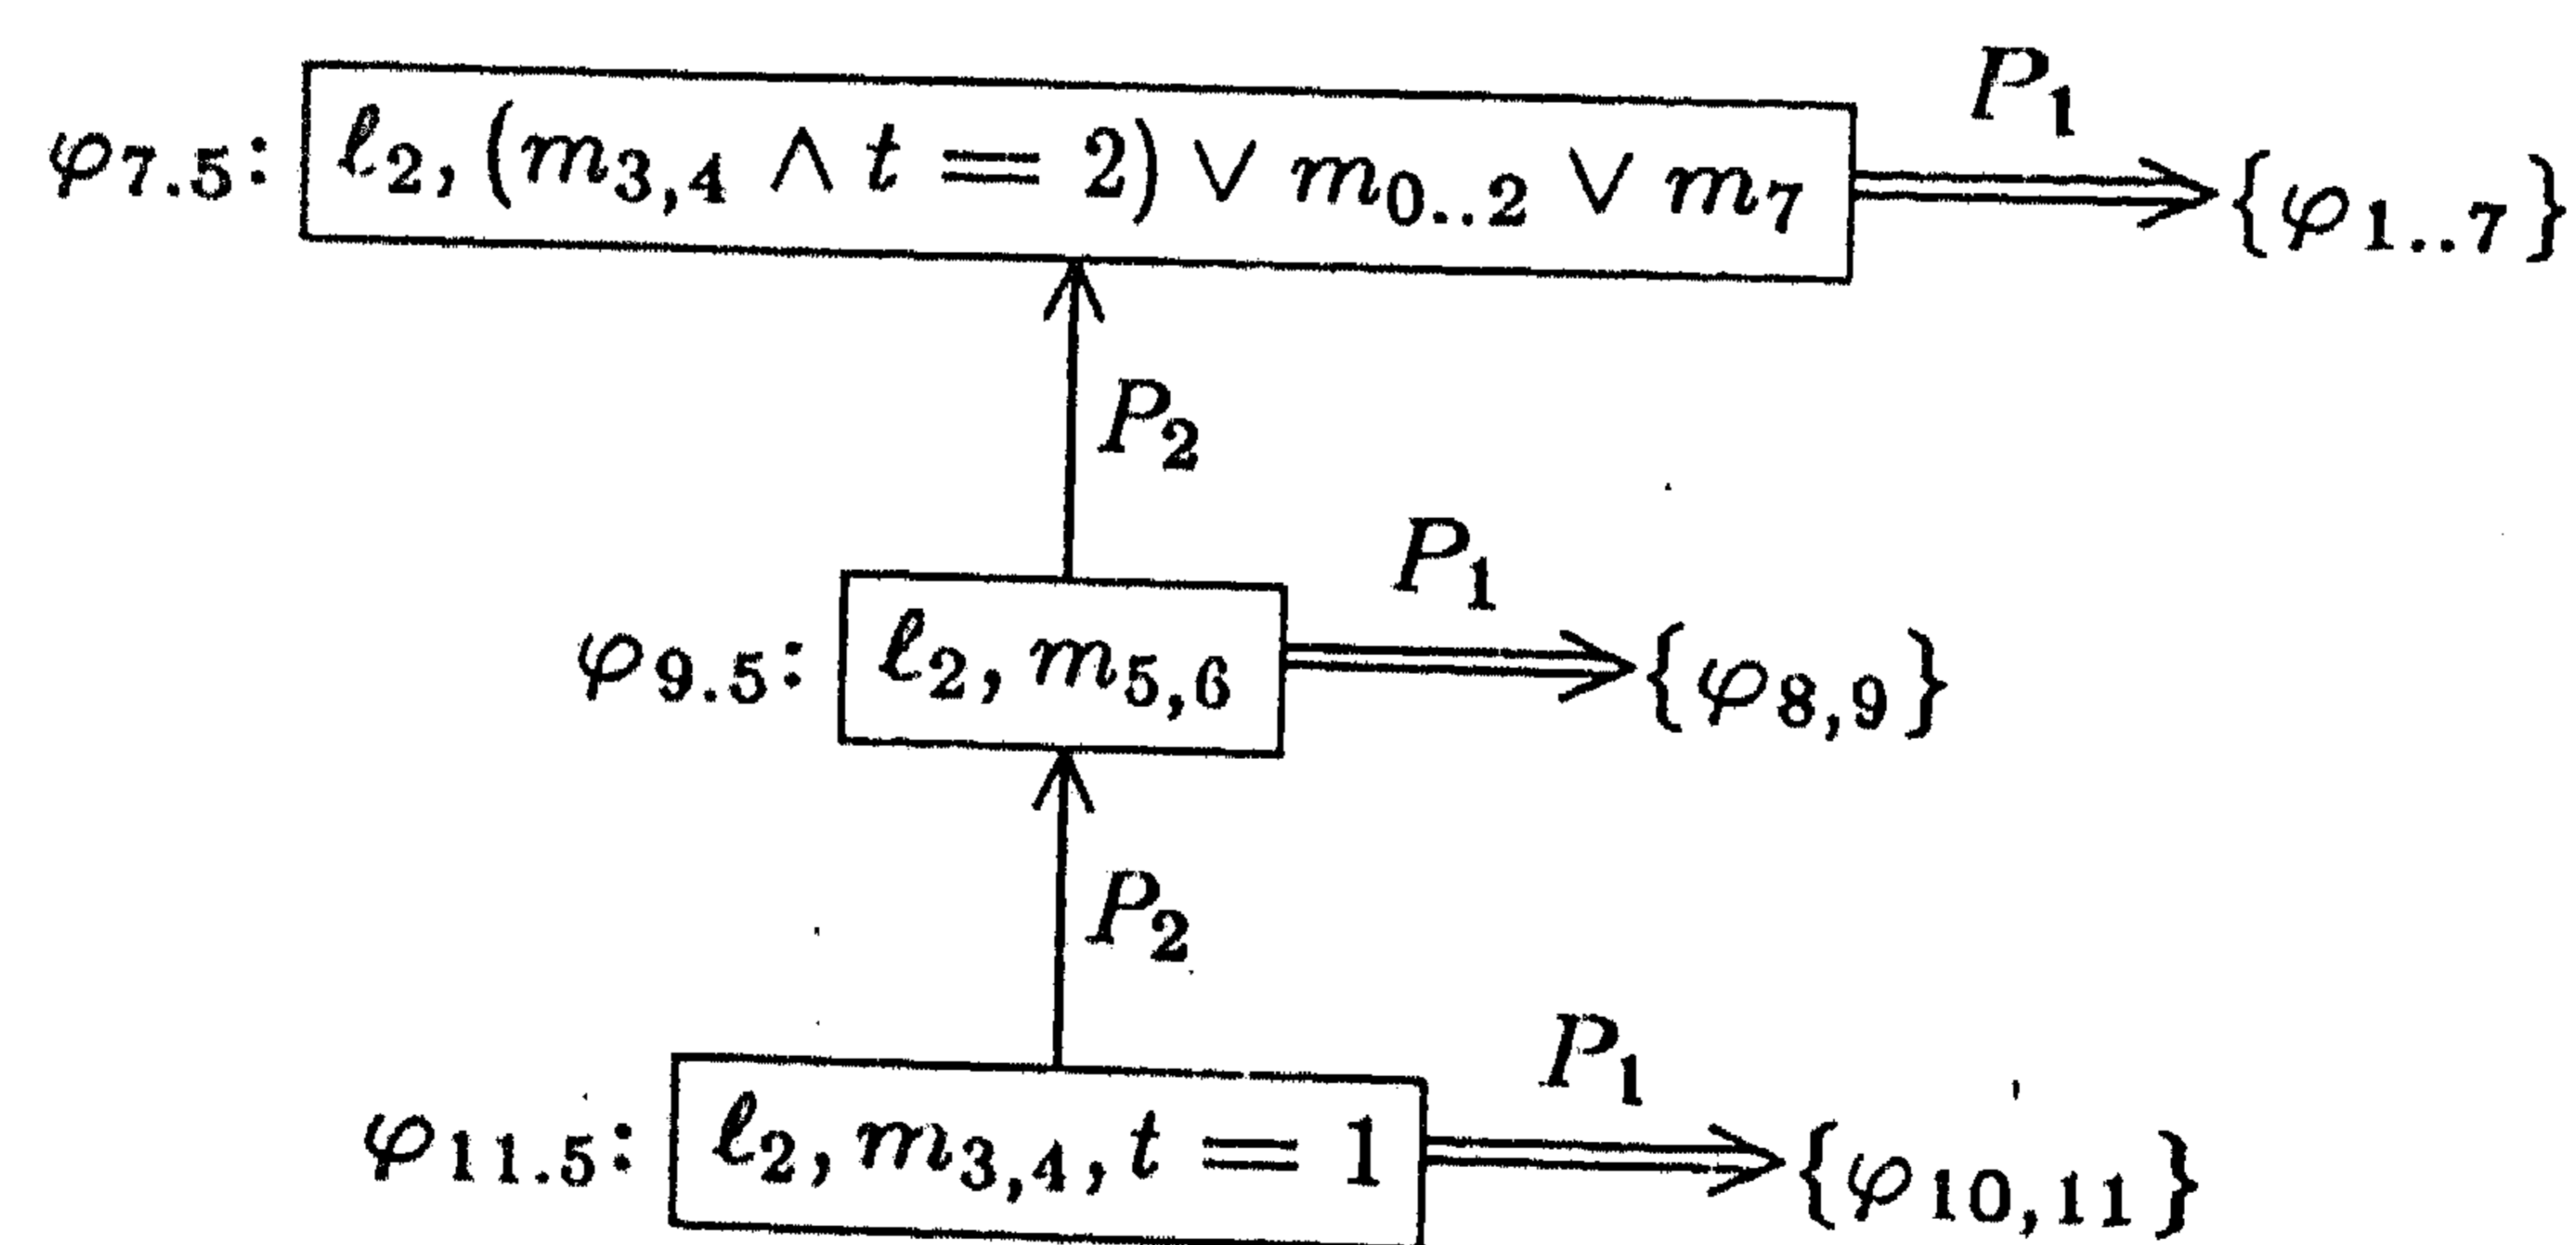 P₁
φ₇.₅: ℓ₂, (m₃,₄ ∧ t = 2) ∨ m₀..₂ ∨ m₇ {φ₁..₇}
P₂
P₁
φ₉.₅: ℓ₂, m₅,₆ {φ₈,₉}
P₂
P₁
φ₁₁.₅: ℓ₂, m₃,₄, t = 1 {φ₁₀,₁₁}